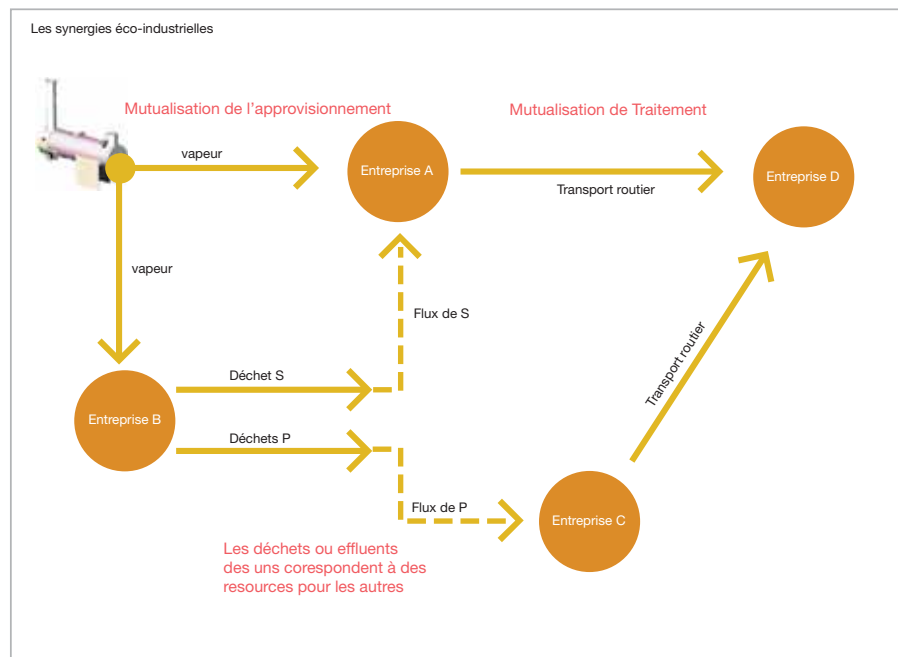 Les synergies éco-industrielles
Mutualisation de l'approvisionnement
Mutualisation de Traitement
vapeur
Entreprise A
Transport routier
Entreprise D
vapeur
Flux de S
Transport routier
Déchet S
Entreprise B
Déchets P
Flux de P
Entreprise C
Les déchets ou effluents
des uns corespondent à des
resources pour les autres